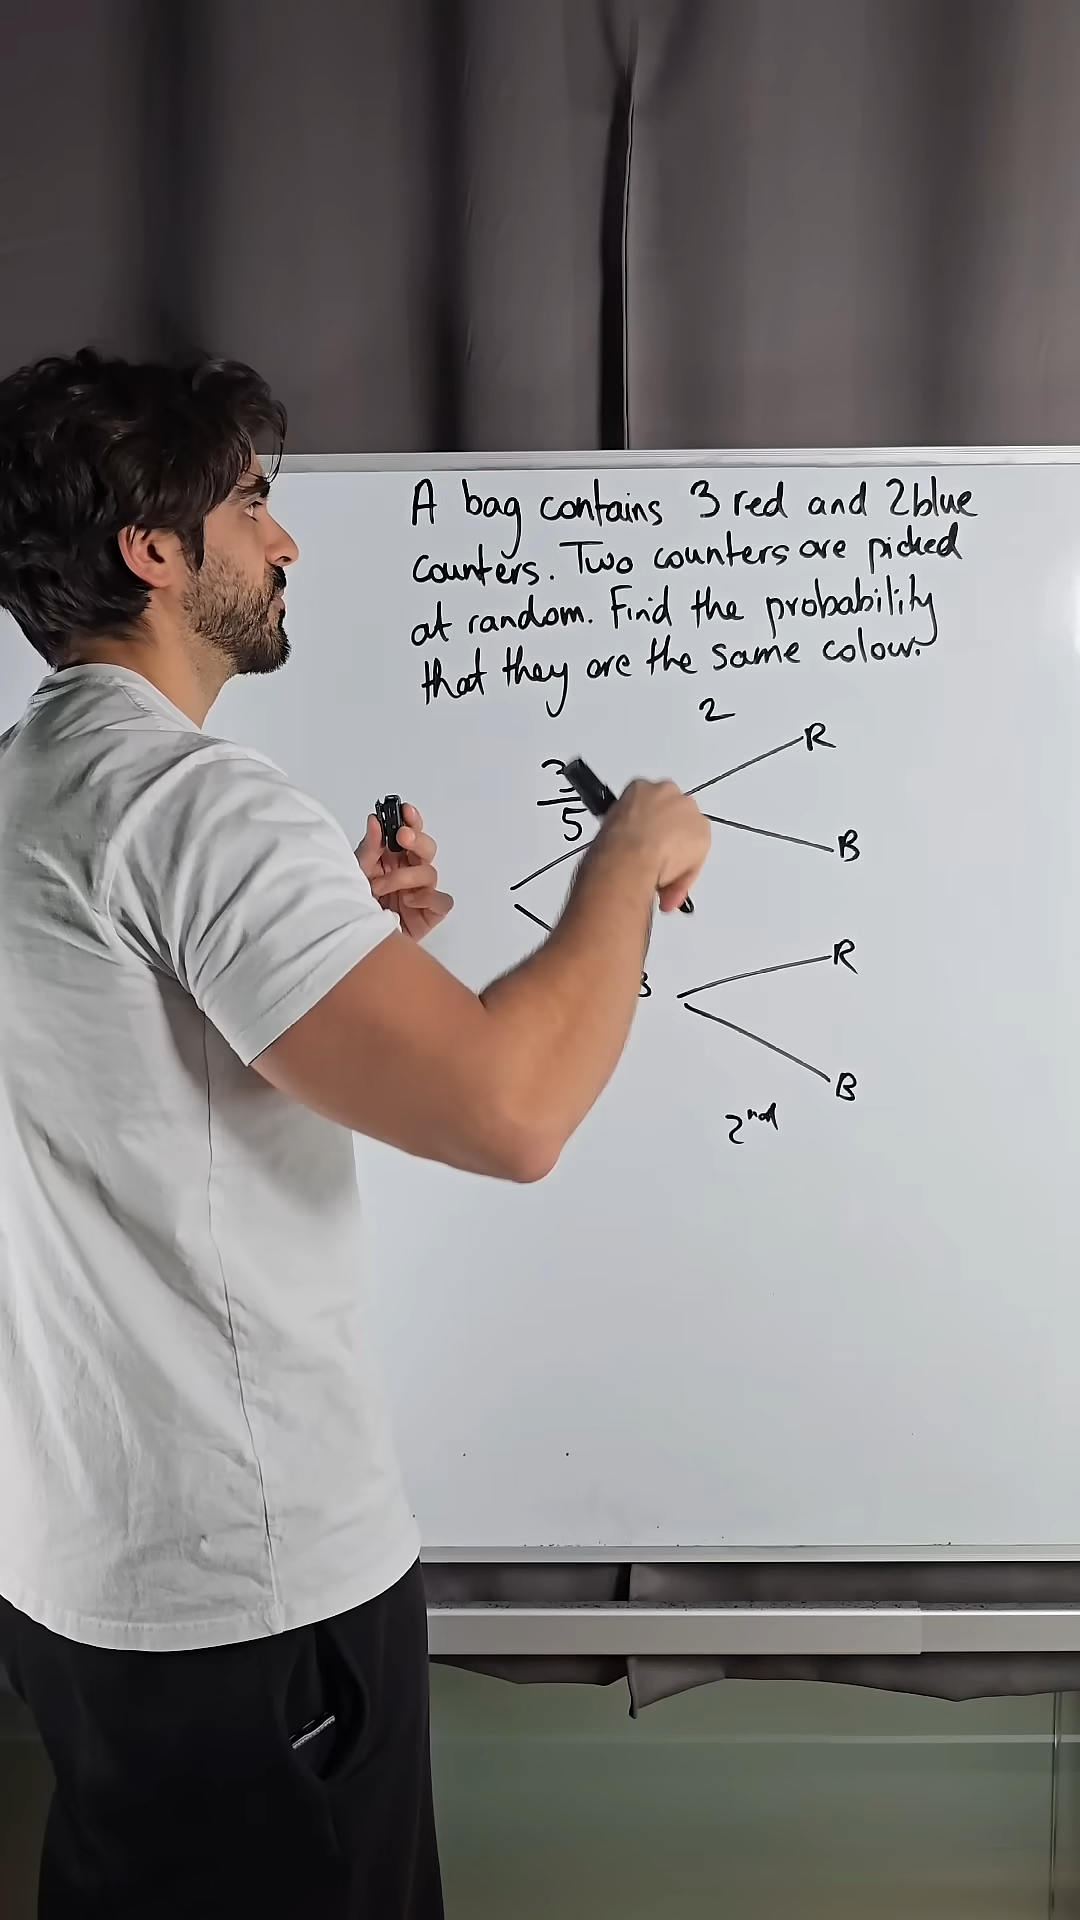 A bag contains 3 red and 2 blue
counters. Two counters are picked
at random. Find the probability
that they are the same colour.
2
R
3
5
B
R
B
B
2nd